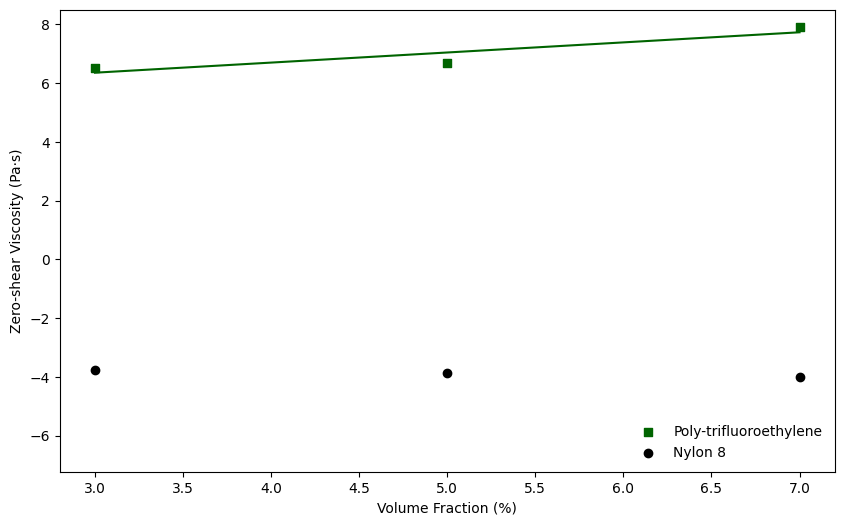 8
6
4
2
0
−2
−4
−6
Zero-shear Viscosity (Pa·s)
Poly-trifluoroethylene
Nylon 8
3.0 3.5 4.0 4.5 5.0 5.5 6.0 6.5 7.0
Volume Fraction (%)